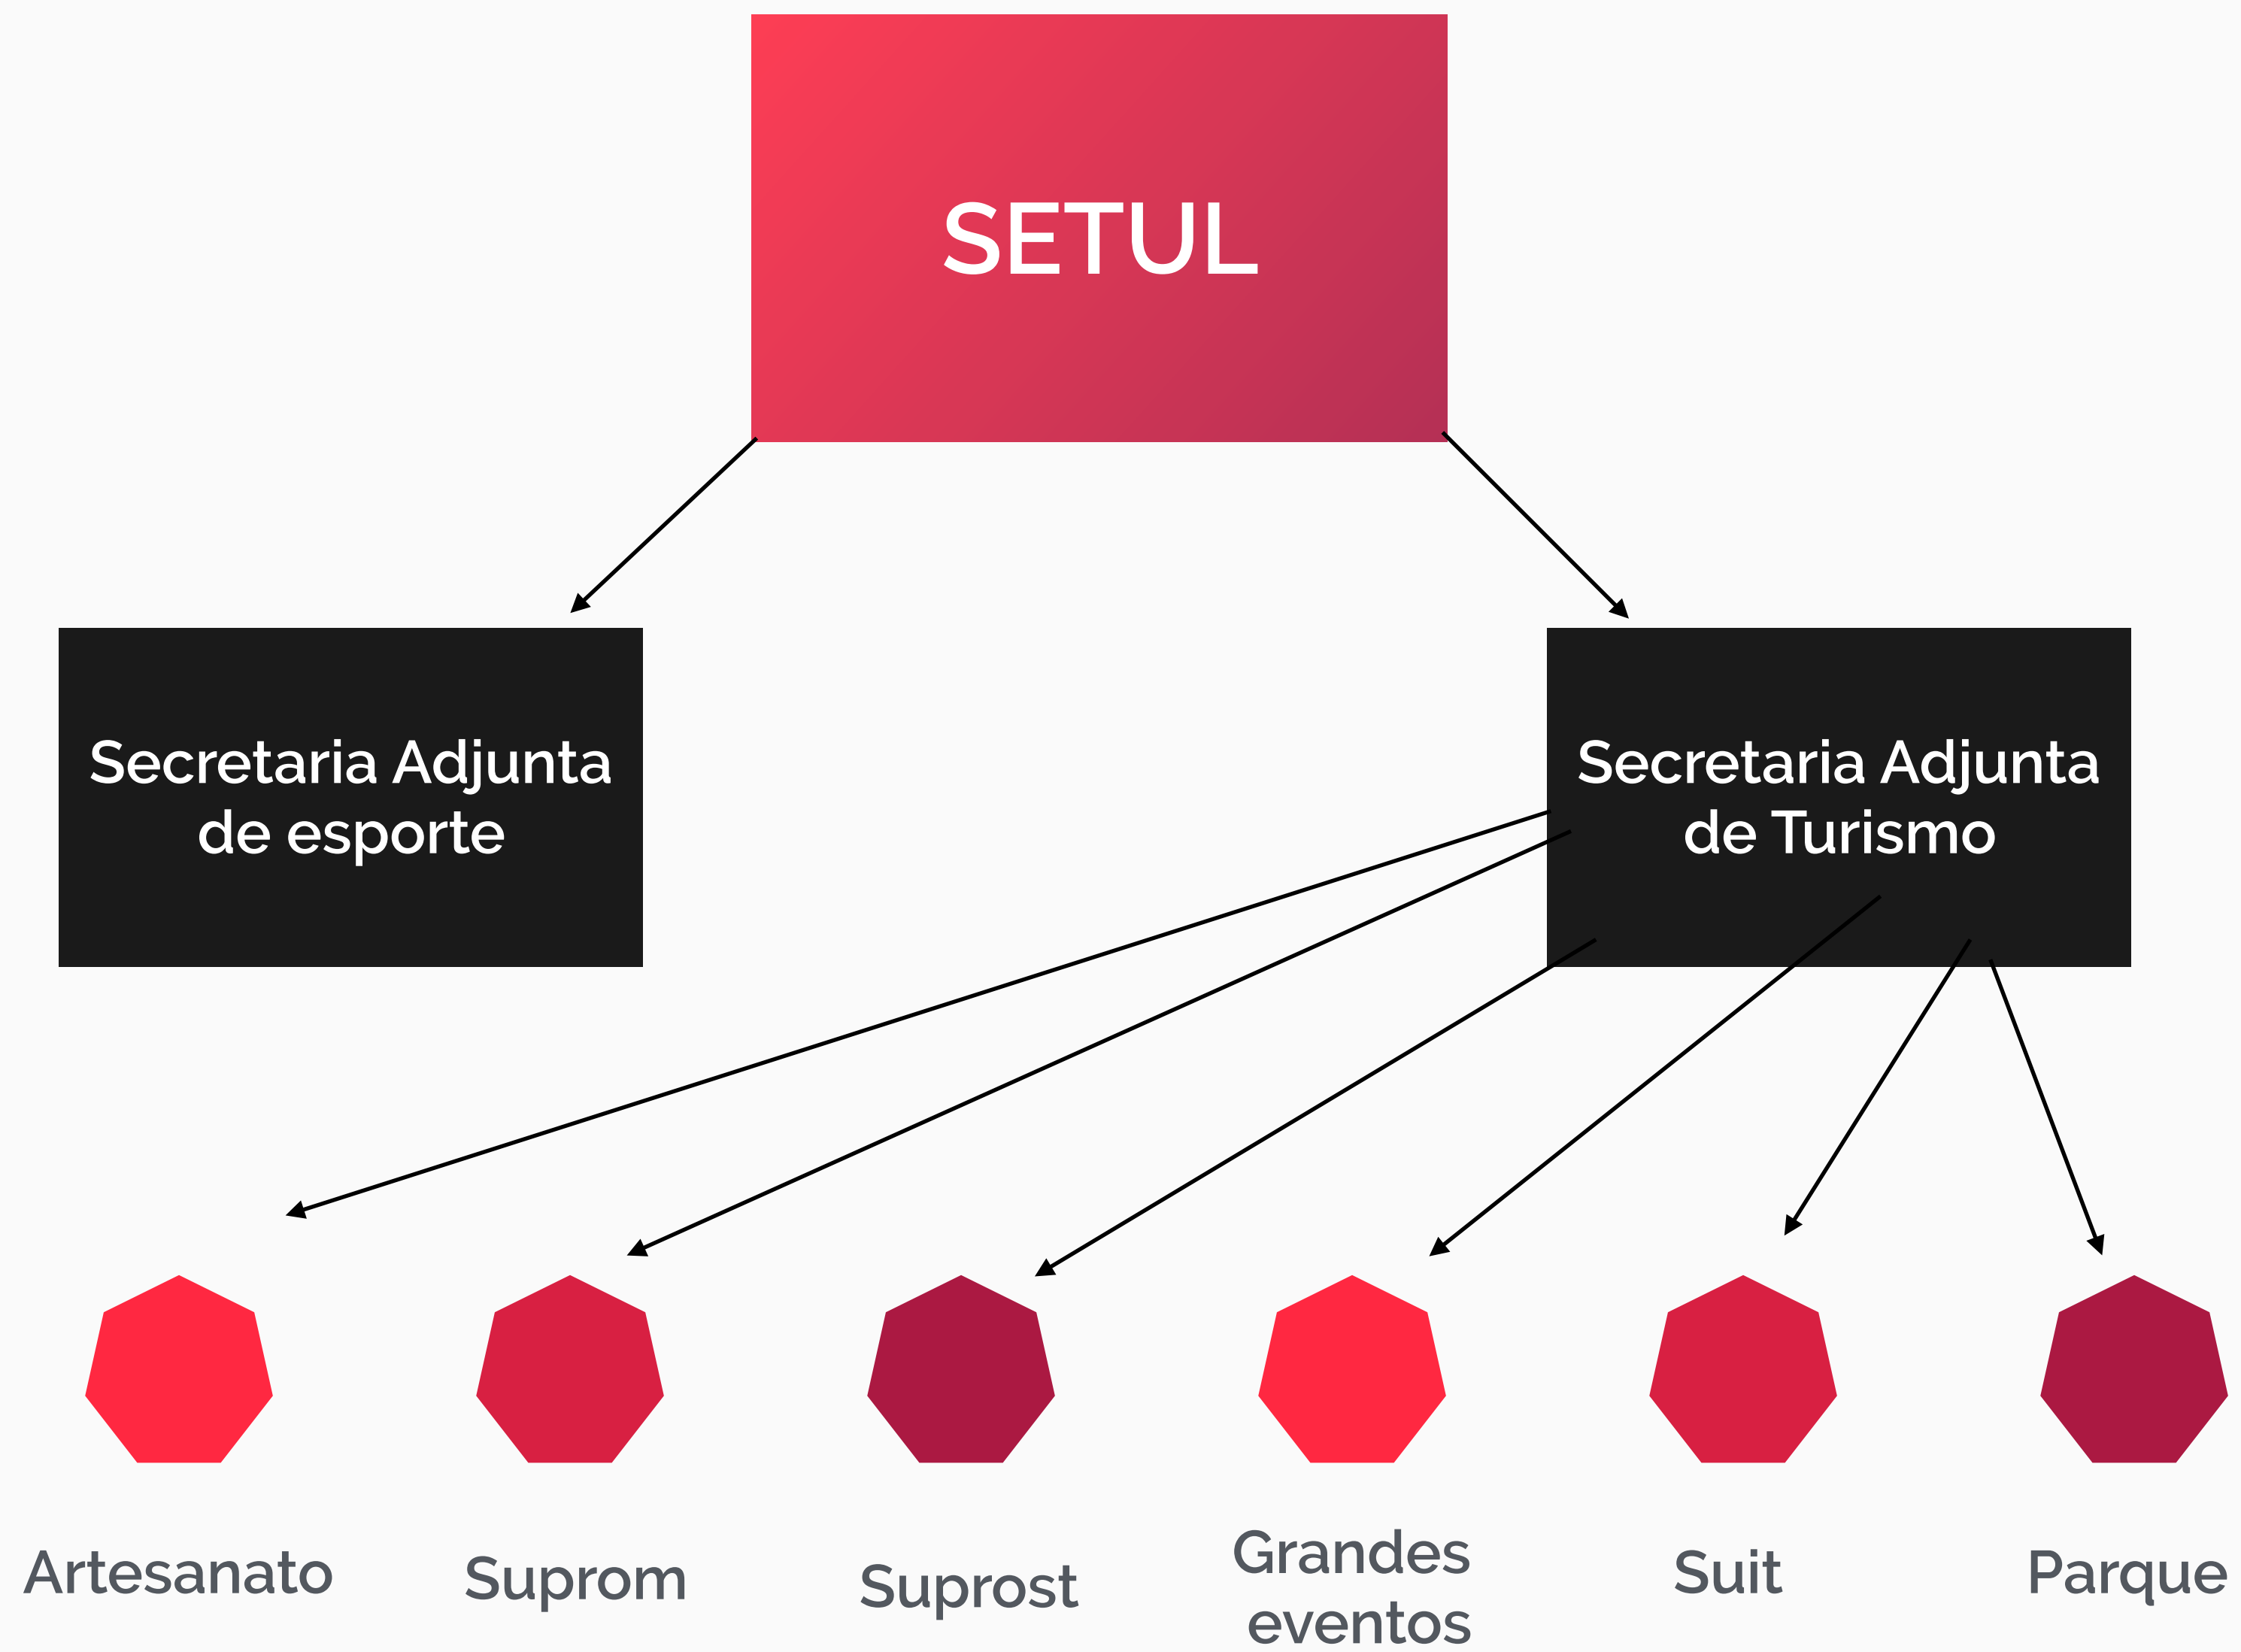 SETUL
Secretaria Adjunta
de esporte
Secretaria Adjunta
de Turismo
Artesanato
Suprom
Suprost
Grandes
eventos
Suit
Parque